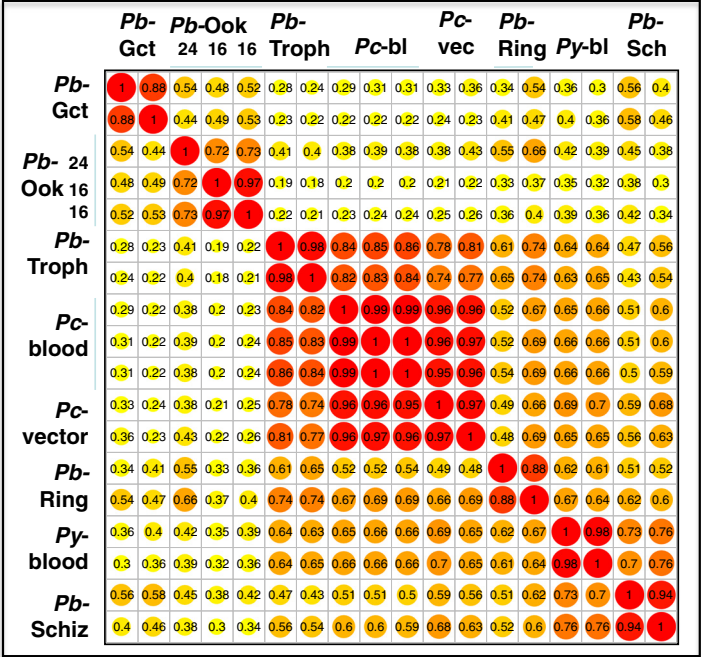 Pb- Pb-Ook Pb- Pc- Pb- Pb-
Gct 24 16 16 Troph Pc-bl vec Ring Py-bl Sch
Pb- 1 0.88 0.54 0.48 0.52 0.28 0.24 0.29 0.31 0.31 0.33 0.36 0.34 0.54 0.36 0.3 0.56 0.4
Gct 0.88 1 0.44 0.49 0.53 0.23 0.22 0.22 0.22 0.22 0.24 0.23 0.41 0.47 0.4 0.36 0.58 0.46
Pb- 24 0.54 0.44 1 0.72 0.73 0.41 0.4 0.38 0.39 0.38 0.38 0.43 0.55 0.66 0.42 0.39 0.45 0.38
Ook 16 0.48 0.49 0.72 1 0.97 0.19 0.18 0.2 0.2 0.2 0.21 0.22 0.33 0.37 0.35 0.32 0.38 0.3
16 0.52 0.53 0.73 0.97 1 0.22 0.21 0.23 0.24 0.24 0.25 0.26 0.36 0.4 0.39 0.36 0.42 0.34
Pb- 0.28 0.23 0.41 0.19 0.22 1 0.98 0.84 0.85 0.86 0.78 0.81 0.61 0.74 0.64 0.64 0.47 0.56
Troph 0.24 0.22 0.4 0.18 0.21 0.98 1 0.82 0.83 0.84 0.74 0.77 0.65 0.74 0.63 0.65 0.43 0.54
Pc- 0.29 0.22 0.38 0.2 0.23 0.84 0.82 1 0.99 0.99 0.96 0.96 0.52 0.67 0.65 0.66 0.51 0.6
blood 0.31 0.22 0.39 0.2 0.24 0.85 0.83 0.99 1 1 0.96 0.97 0.52 0.69 0.66 0.66 0.51 0.6
0.31 0.22 0.38 0.2 0.24 0.86 0.84 0.99 1 1 0.95 0.96 0.54 0.69 0.66 0.66 0.5 0.59
Pc- 0.33 0.24 0.38 0.21 0.25 0.78 0.74 0.96 0.96 0.95 1 0.97 0.49 0.66 0.69 0.7 0.59 0.68
vector 0.36 0.23 0.43 0.22 0.26 0.81 0.77 0.96 0.97 0.96 0.97 1 0.48 0.69 0.65 0.65 0.56 0.63
Pb- 0.34 0.41 0.55 0.33 0.36 0.61 0.65 0.52 0.52 0.54 0.49 0.48 1 0.88 0.62 0.61 0.51 0.52
Ring 0.54 0.47 0.66 0.37 0.4 0.74 0.74 0.67 0.69 0.69 0.66 0.69 0.88 1 0.67 0.64 0.62 0.6
Py- 0.36 0.4 0.42 0.35 0.39 0.64 0.63 0.65 0.66 0.66 0.69 0.65 0.62 0.67 1 0.98 0.73 0.76
blood 0.3 0.36 0.39 0.32 0.36 0.64 0.65 0.66 0.66 0.66 0.7 0.65 0.61 0.64 0.98 1 0.7 0.76
Pb- 0.56 0.58 0.45 0.38 0.42 0.47 0.43 0.51 0.51 0.5 0.59 0.56 0.51 0.62 0.73 0.7 1 0.94
Schiz 0.4 0.46 0.38 0.3 0.34 0.56 0.54 0.6 0.6 0.59 0.68 0.63 0.52 0.6 0.76 0.76 0.94 1